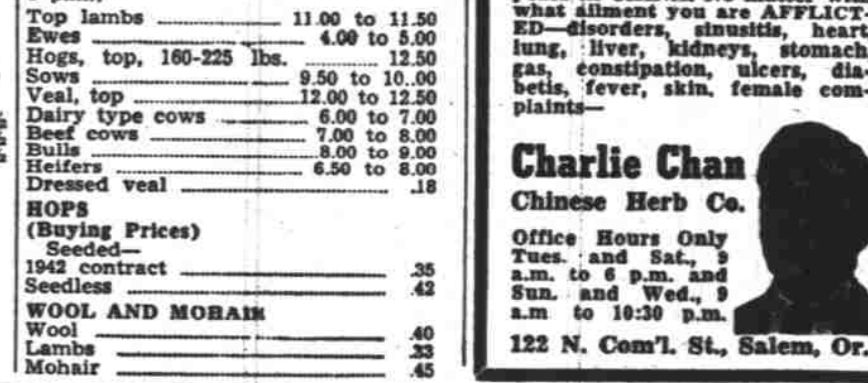 Top lambs 11.00 to 11.50
Ewes 4.00 to 5.00
Hogs, top, 160-225 lbs. 12.50
Sows 9.50 to 10..00
Veal, top 12.00 to 12.50
Dairy type cows 6.00 to 7.00
Beef cows 7.00 to 8.00
Bulls 8.00 to 9.00
Heifers 6.50 to 8.00
Dressed veal .18
HOPS
(Buying Prices)
Seeded—
1942 contract .35
Seedless .42
WOOL AND MOHAIR
Wool .40
Lambs .33
Mohair .45
what ailment you are AFFLICT-
ED—disorders, sinusitis, heart
lung, liver, kidneys, stomach
gas, constipation, ulcers, dia-
betis, fever, skin, female com-
plaints—
Charlie Chan
Chinese Herb Co.
Office Hours Only
Tues. and Sat., 9
a.m. to 6 p.m. and
Sun. and Wed., 9
a.m to 10:30 p.m.
122 N. Com'l. St., Salem, Or.